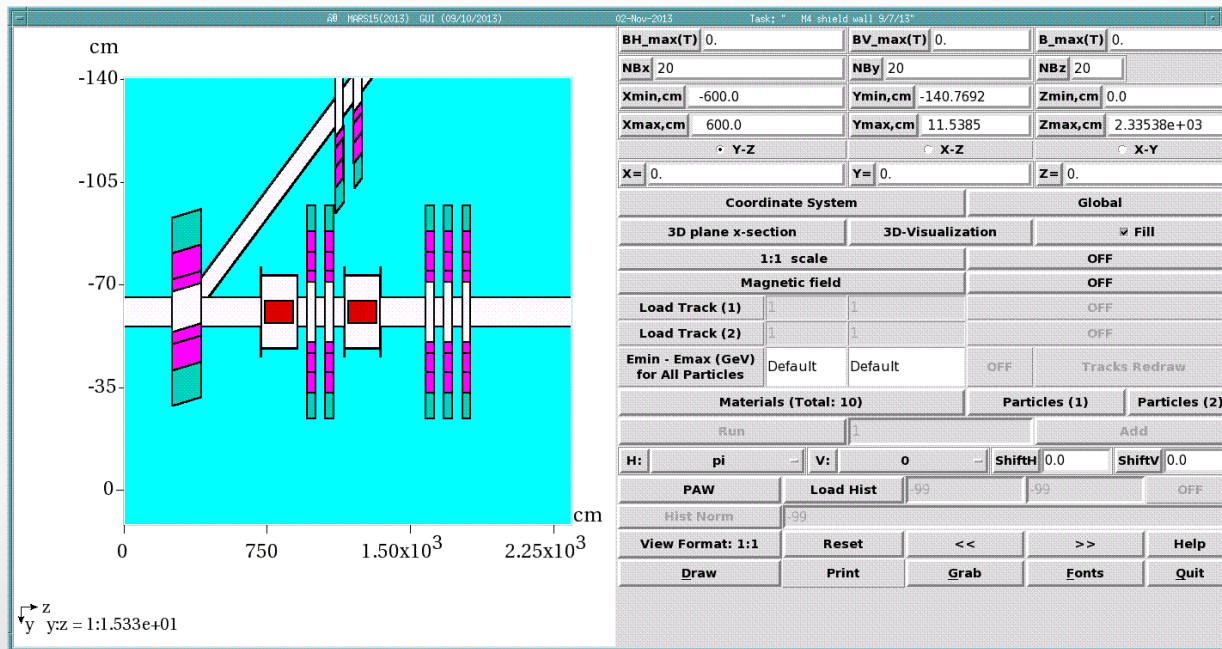 MARS15(2013) GUI (09/10/2013) 02-Nov-2013 Task: " M4 shield wall 9/7/13"
cm
-140
-105
-70
-35
0
cm
0 750 1.50x10³ 2.25x10³
z
y y:z = 1:1.533e+01
BH_max(T) 0. BV_max(T) 0. B_max(T) 0.
NBx 20 NBy 20 NBz 20
Xmin,cm -600.0 Ymin,cm -140.7692 Zmin,cm 0.0
Xmax,cm 600.0 Ymax,cm 11.5385 Zmax,cm 2.33538e+03
Y-Z X-Z X-Y
X= 0. Y= 0. Z= 0.
Coordinate System Global
3D plane x-section 3D-Visualization Fill
1:1 scale OFF
Magnetic field OFF
Load Track (1) 1 1 OFF
Load Track (2) 1 1 OFF
Emin - Emax (GeV)
for All Particles Default Default OFF Tracks Redraw
Materials (Total: 10) Particles (1) Particles (2)
Run 1 Add
H: pi V: 0 ShiftH 0.0 ShiftV 0.0
PAW Load Hist -99 -99 OFF
Hist Norm -99
View Format: 1:1 Reset << >> Help
Draw Print Grab Fonts Quit